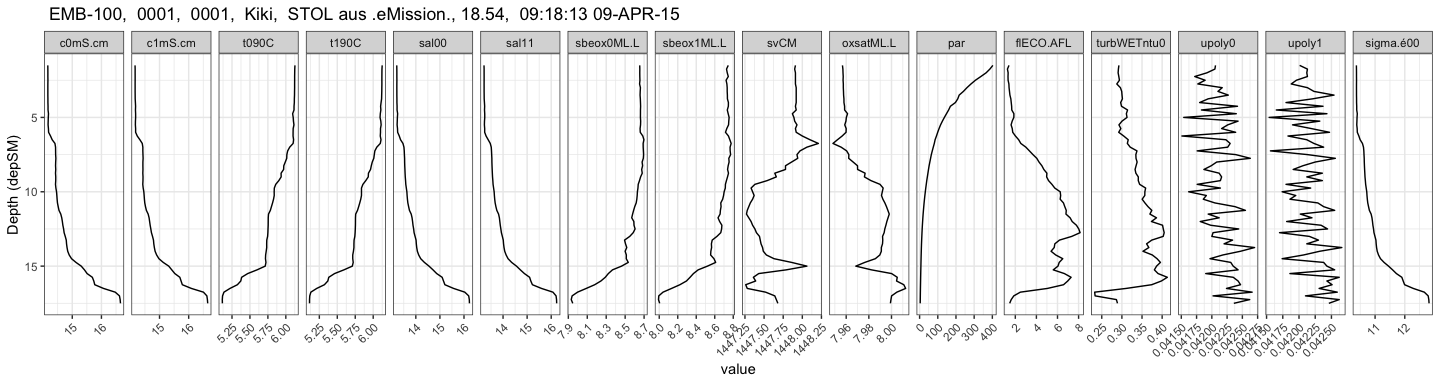 EMB-100,  0001,  0001,  Kiki,  STOL aus .eMission., 18.54,  09:18:13 09-APR-15
c0mS.cm c1mS.cm t090C t190C sal00 sal11 sbeox0ML.L sbeox1ML.L svCM oxsatML.L par flECO.AFL turbWETntu0 upoly0 upoly1 sigma.é00
Depth (depSM)
5
10
15
15 16 15 16 5.25 5.50 5.75 6.00 5.25 5.50 5.75 6.00 14 15 16 14 15 16 7.9 8.1 8.3 8.5 8.7 8.0 8.2 8.4 8.6 8.8 1447.25 1447.50 1447.75 1448.00 1448.25 7.96 7.98 8.00 0 100 200 300 400 2 4 6 8 0.25 0.30 0.35 0.40 0.04150 0.04175 0.04200 0.04225 0.04250 0.04275 0.04150 0.04175 0.04200 0.04225 0.04250 11 12
value